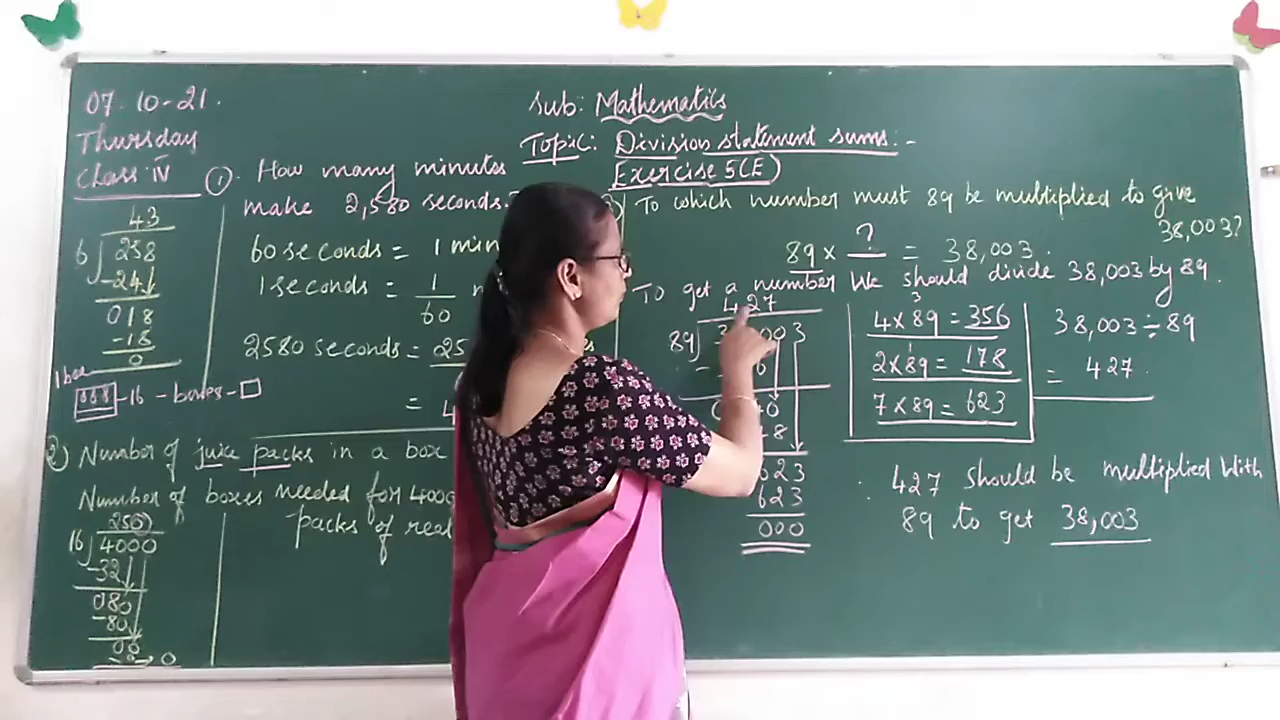 07-10-21.
Thursday
Class: IV
Sub: Mathematics
Topic: Division statement sums:-
Exercise 5(E)
43
6 258
-24
018
-18
0
1 box
-16 - boxes -
① How many minutes
make 2,580 seconds.
60 seconds = 1 min
1 seconds = 1/60
2580 seconds =
=
2) Number of juice packs in a box
Number of boxes needed for 4000
packs of real
250
16 4000
-32
080
-80
00
0
To which number must 89 be multiplied to give
38,003?
89 × ? = 38,003.
To get a number We should divide 38,003 by 89.
427
89 3 003
623
623
000
3
4 × 89 = 356
1
2 × 89 = 178
7 × 89 = 623
38,003 ÷ 89
= 427.
427 should be multiplied with
89 to get 38,003